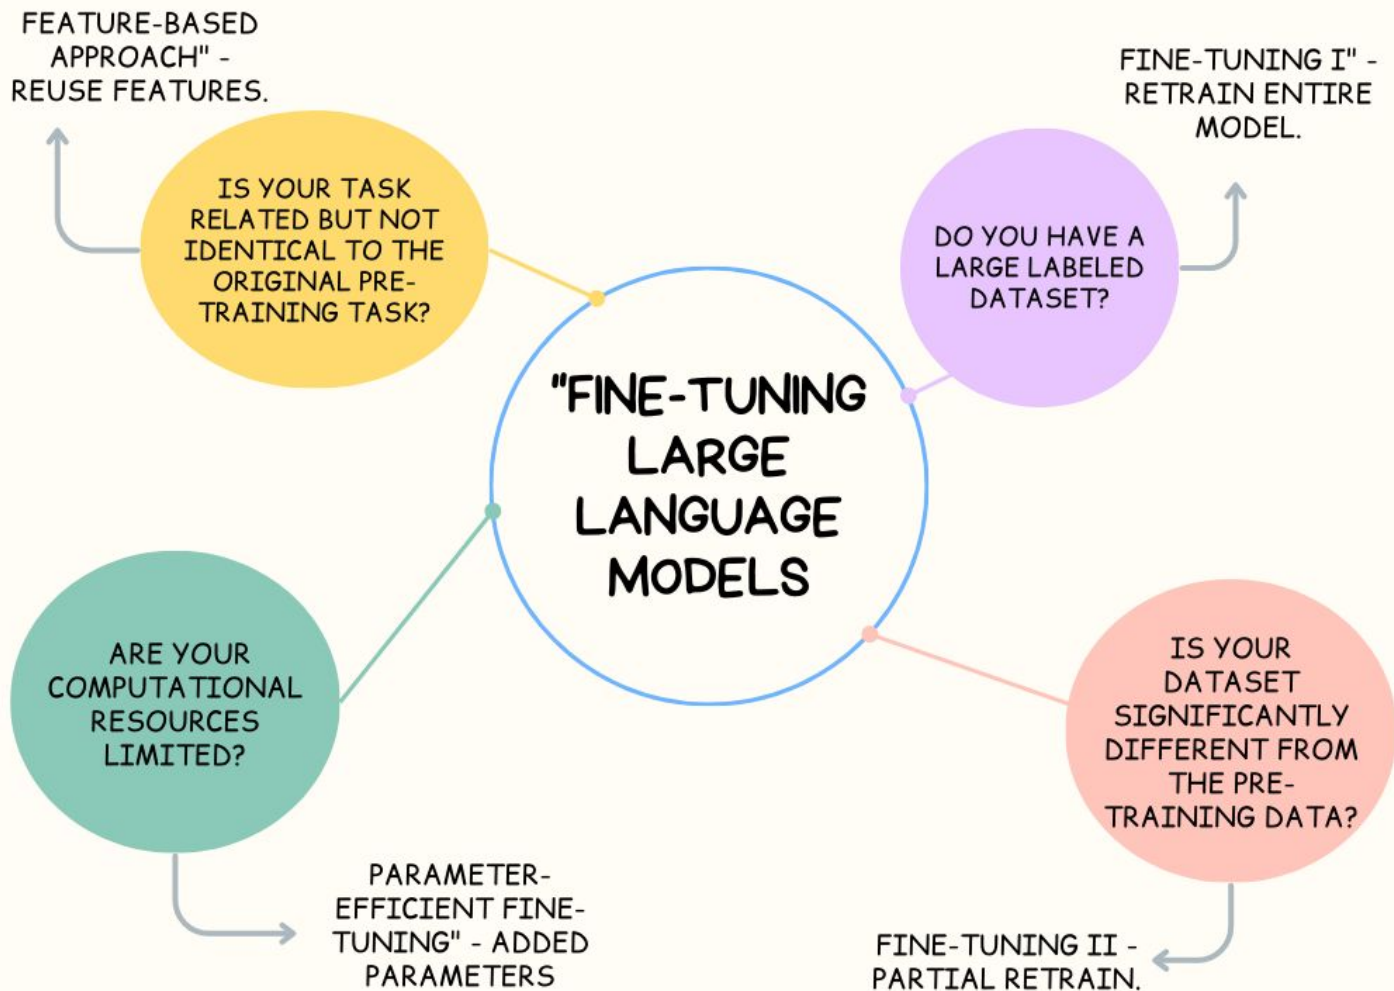 FEATURE-BASED
APPROACH" -
REUSE FEATURES.
IS YOUR TASK
RELATED BUT NOT
IDENTICAL TO THE
ORIGINAL PRE-
TRAINING TASK?
FINE-TUNING I" -
RETRAIN ENTIRE
MODEL.
DO YOU HAVE A
LARGE LABELED
DATASET?
"FINE-TUNING
LARGE
LANGUAGE
MODELS
ARE YOUR
COMPUTATIONAL
RESOURCES
LIMITED?
PARAMETER-
EFFICIENT FINE-
TUNING" - ADDED
PARAMETERS
IS YOUR
DATASET
SIGNIFICANTLY
DIFFERENT FROM
THE PRE-
TRAINING DATA?
FINE-TUNING II -
PARTIAL RETRAIN.